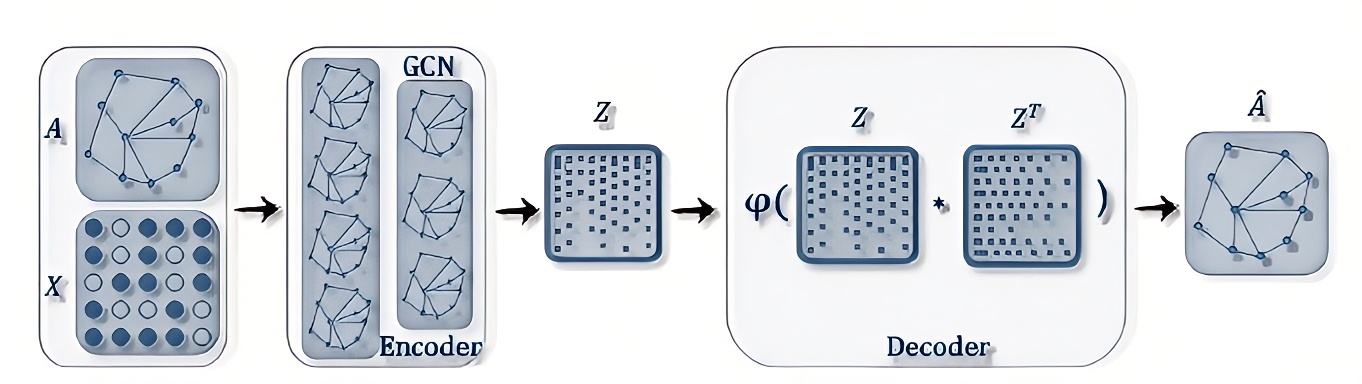 A
X
GCN
Encoder
Z
φ(
Z
*
Z^T
)
Decoder
Â